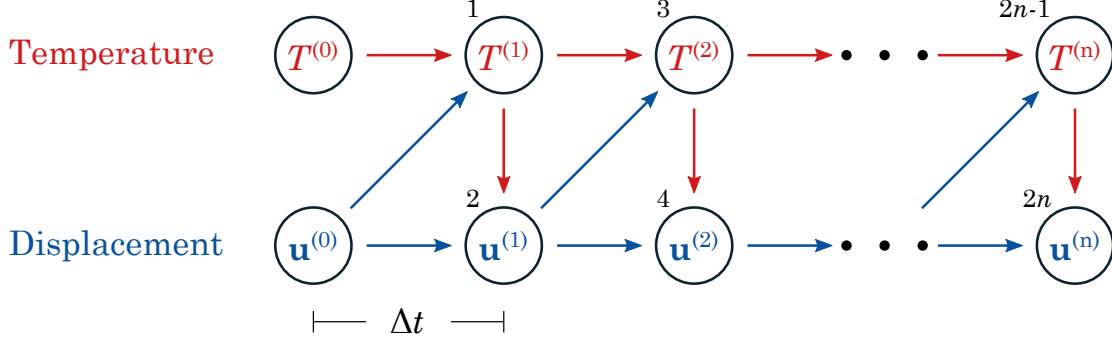 1 3 2n-1
Temperature T⁽⁰⁾ T⁽¹⁾ T⁽²⁾ • • • T⁽ⁿ⁾
2 4 2n
Displacement u⁽⁰⁾ u⁽¹⁾ u⁽²⁾ • • • u⁽ⁿ⁾
Δt